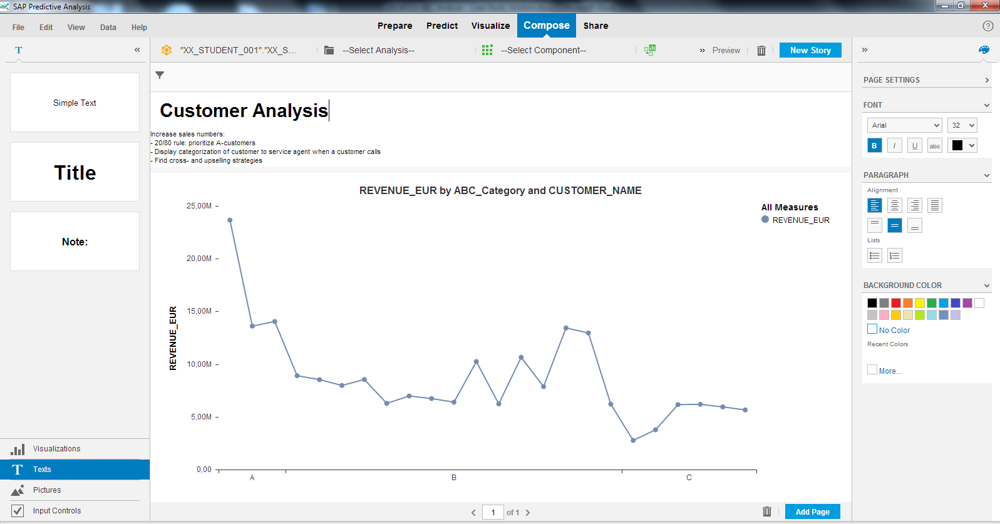 SAP Predictive Analysis
File Edit View Data Help
Prepare Predict Visualize Compose Share
?
T
«
"XX_STUDENT_001"."XX_S...
--Select Analysis--
--Select Component--
» Preview
New Story
»
Simple Text
Title
Note:
Visualizations
T Texts
Pictures
Input Controls
Customer Analysis
Increase sales numbers:
- 20/80 rule: prioritize A-customers
- Display categorization of customer to service agent when a customer calls
- Find cross- and upselling strategies
REVENUE_EUR by ABC_Category and CUSTOMER_NAME
All Measures
REVENUE_EUR
REVENUE_EUR
25,00M
20,00M
15,00M
10,00M
5,00M
0,00
A B C
1 of 1
Add Page
PAGE SETTINGS
FONT
Arial 32
B I U abc
PARAGRAPH
Alignment
Lists
BACKGROUND COLOR
No Color
Recent Colors
More...